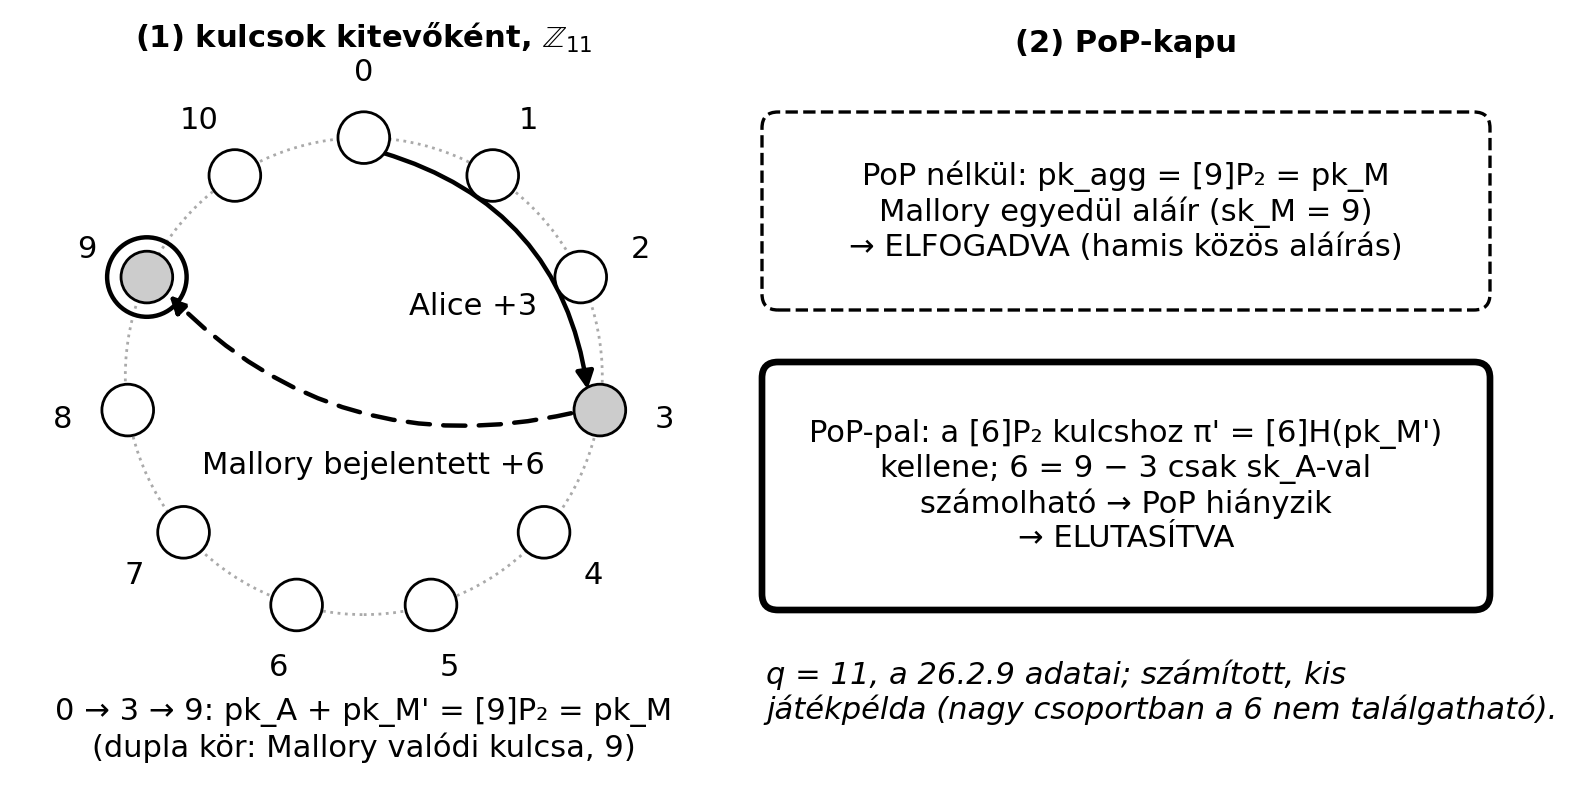 (1) kulcsok kitevőként, ℤ₁₁
0
10
1
9
2
Alice +3
8
3
Mallory bejelentett +6
7
4
6
5
0 → 3 → 9: pk_A + pk_M' = [9]P₂ = pk_M
(dupla kör: Mallory valódi kulcsa, 9)
(2) PoP-kapu
PoP nélkül: pk_agg = [9]P₂ = pk_M
Mallory egyedül aláír (sk_M = 9)
→ ELFOGADVA (hamis közös aláírás)
PoP-pal: a [6]P₂ kulcshoz π' = [6]H(pk_M')
kellene; 6 = 9 − 3 csak sk_A-val
számolható → PoP hiányzik
→ ELUTASÍTVA
q = 11, a 26.2.9 adatai; számított, kis
játékpélda (nagy csoportban a 6 nem találgatható).